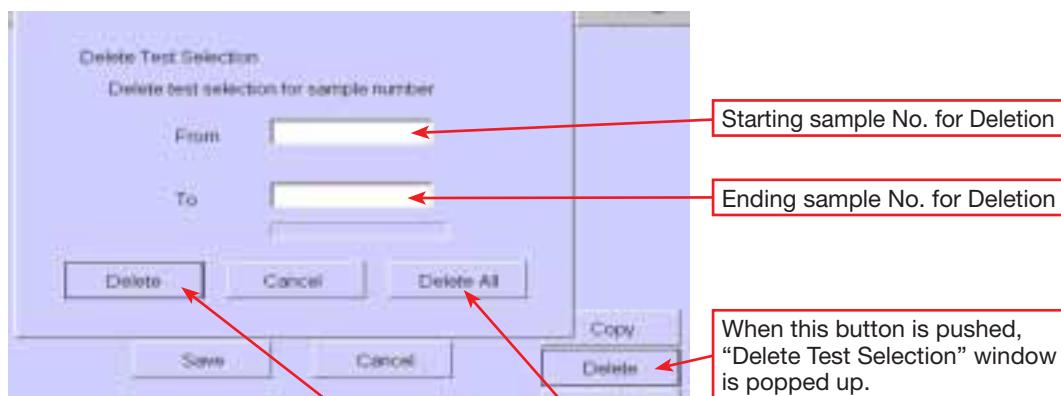 Delete Test Selection
Delete test selection for sample number
From
Starting sample No. for Deletion
To
Ending sample No. for Deletion
Delete Cancel Delete All
Copy
Save Cancel Delete
When this button is pushed,
“Delete Test Selection” window
is popped up.